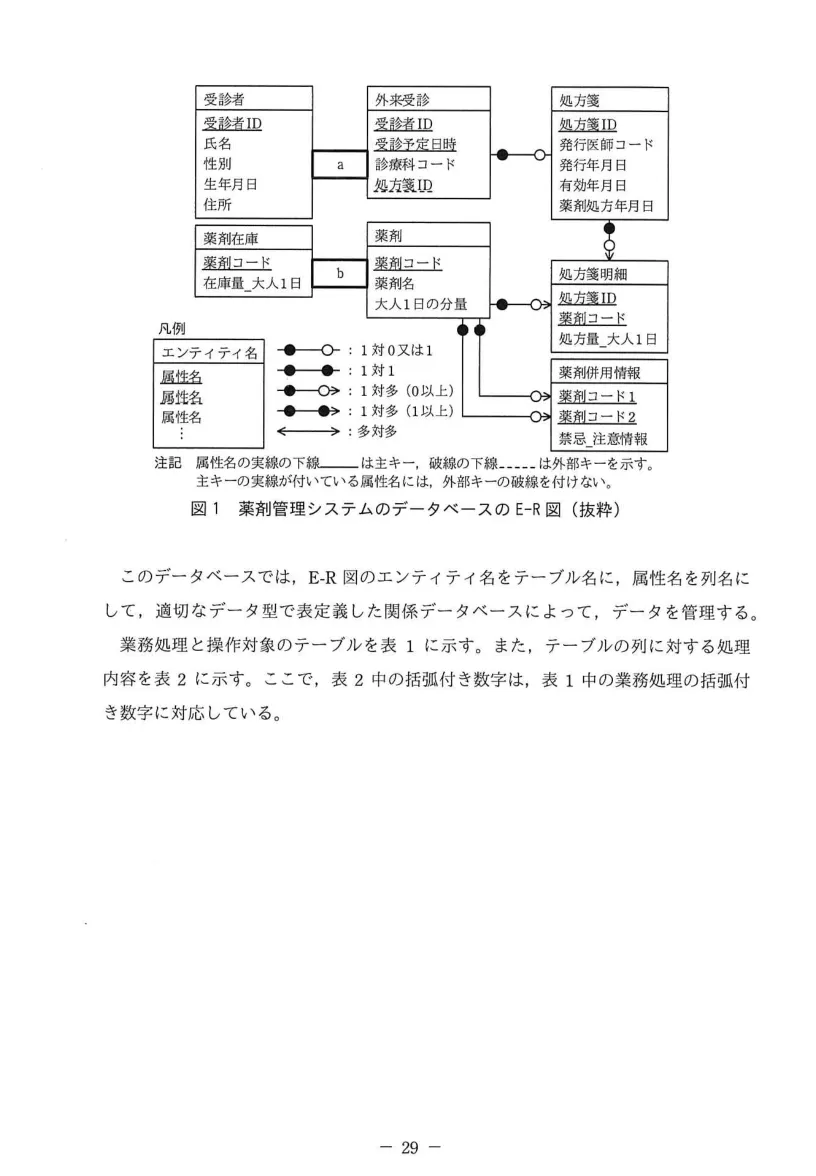 受診者
受診者ID
氏名
性別
生年月日
住所
a
外来受診
受診者ID
受診予定日時
診療科コード
処方箋ID
処方箋
処方箋ID
発行医師コード
発行年月日
有効年月日
薬剤処方年月日
薬剤在庫
薬剤コード
在庫量_大人1日
b
薬剤
薬剤コード
薬剤名
大人1日の分量
処方箋明細
処方箋ID
薬剤コード
処方量_大人1日
薬剤併用情報
薬剤コード1
薬剤コード2
禁忌_注意情報
凡例
エンティティ名
属性名
属性名
属性名
⋮
：1対0又は1
：1対1
：1対多（0以上）
：1対多（1以上）
：多対多
注記　属性名の実線の下線＿＿＿は主キー，破線の下線-----は外部キーを示す。
主キーの実線が付いている属性名には，外部キーの破線を付けない。
図1　薬剤管理システムのデータベースのE-R図（抜粋）
このデータベースでは，E-R図のエンティティ名をテーブル名に，属性名を列名に
して，適切なデータ型で表定義した関係データベースによって，データを管理する。
業務処理と操作対象のテーブルを表1に示す。また，テーブルの列に対する処理
内容を表2に示す。ここで，表2中の括弧付き数字は，表1中の業務処理の括弧付
き数字に対応している。
－ 29 －